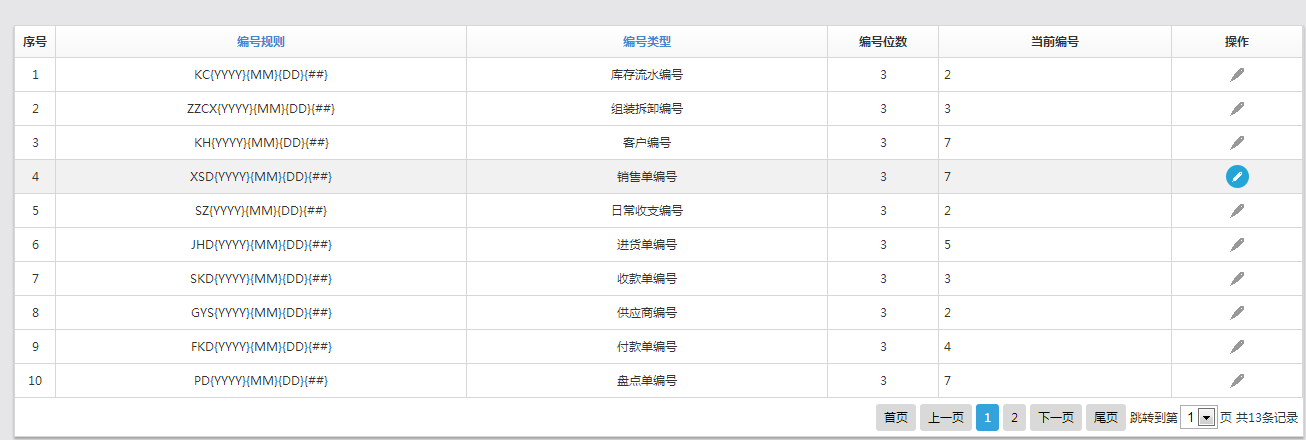 序号 编号规则 编号类型 编号位数 当前编号 操作
1 KC{YYYY}{MM}{DD}{##} 库存流水编号 3 2
2 ZZCX{YYYY}{MM}{DD}{##} 组装拆卸编号 3 3
3 KH{YYYY}{MM}{DD}{##} 客户编号 3 7
4 XSD{YYYY}{MM}{DD}{##} 销售单编号 3 7
5 SZ{YYYY}{MM}{DD}{##} 日常收支编号 3 2
6 JHD{YYYY}{MM}{DD}{##} 进货单编号 3 5
7 SKD{YYYY}{MM}{DD}{##} 收款单编号 3 3
8 GYS{YYYY}{MM}{DD}{##} 供应商编号 3 2
9 FKD{YYYY}{MM}{DD}{##} 付款单编号 3 4
10 PD{YYYY}{MM}{DD}{##} 盘点单编号 3 7
首页 上一页 1 2 下一页 尾页 跳转到第 1 页 共13条记录